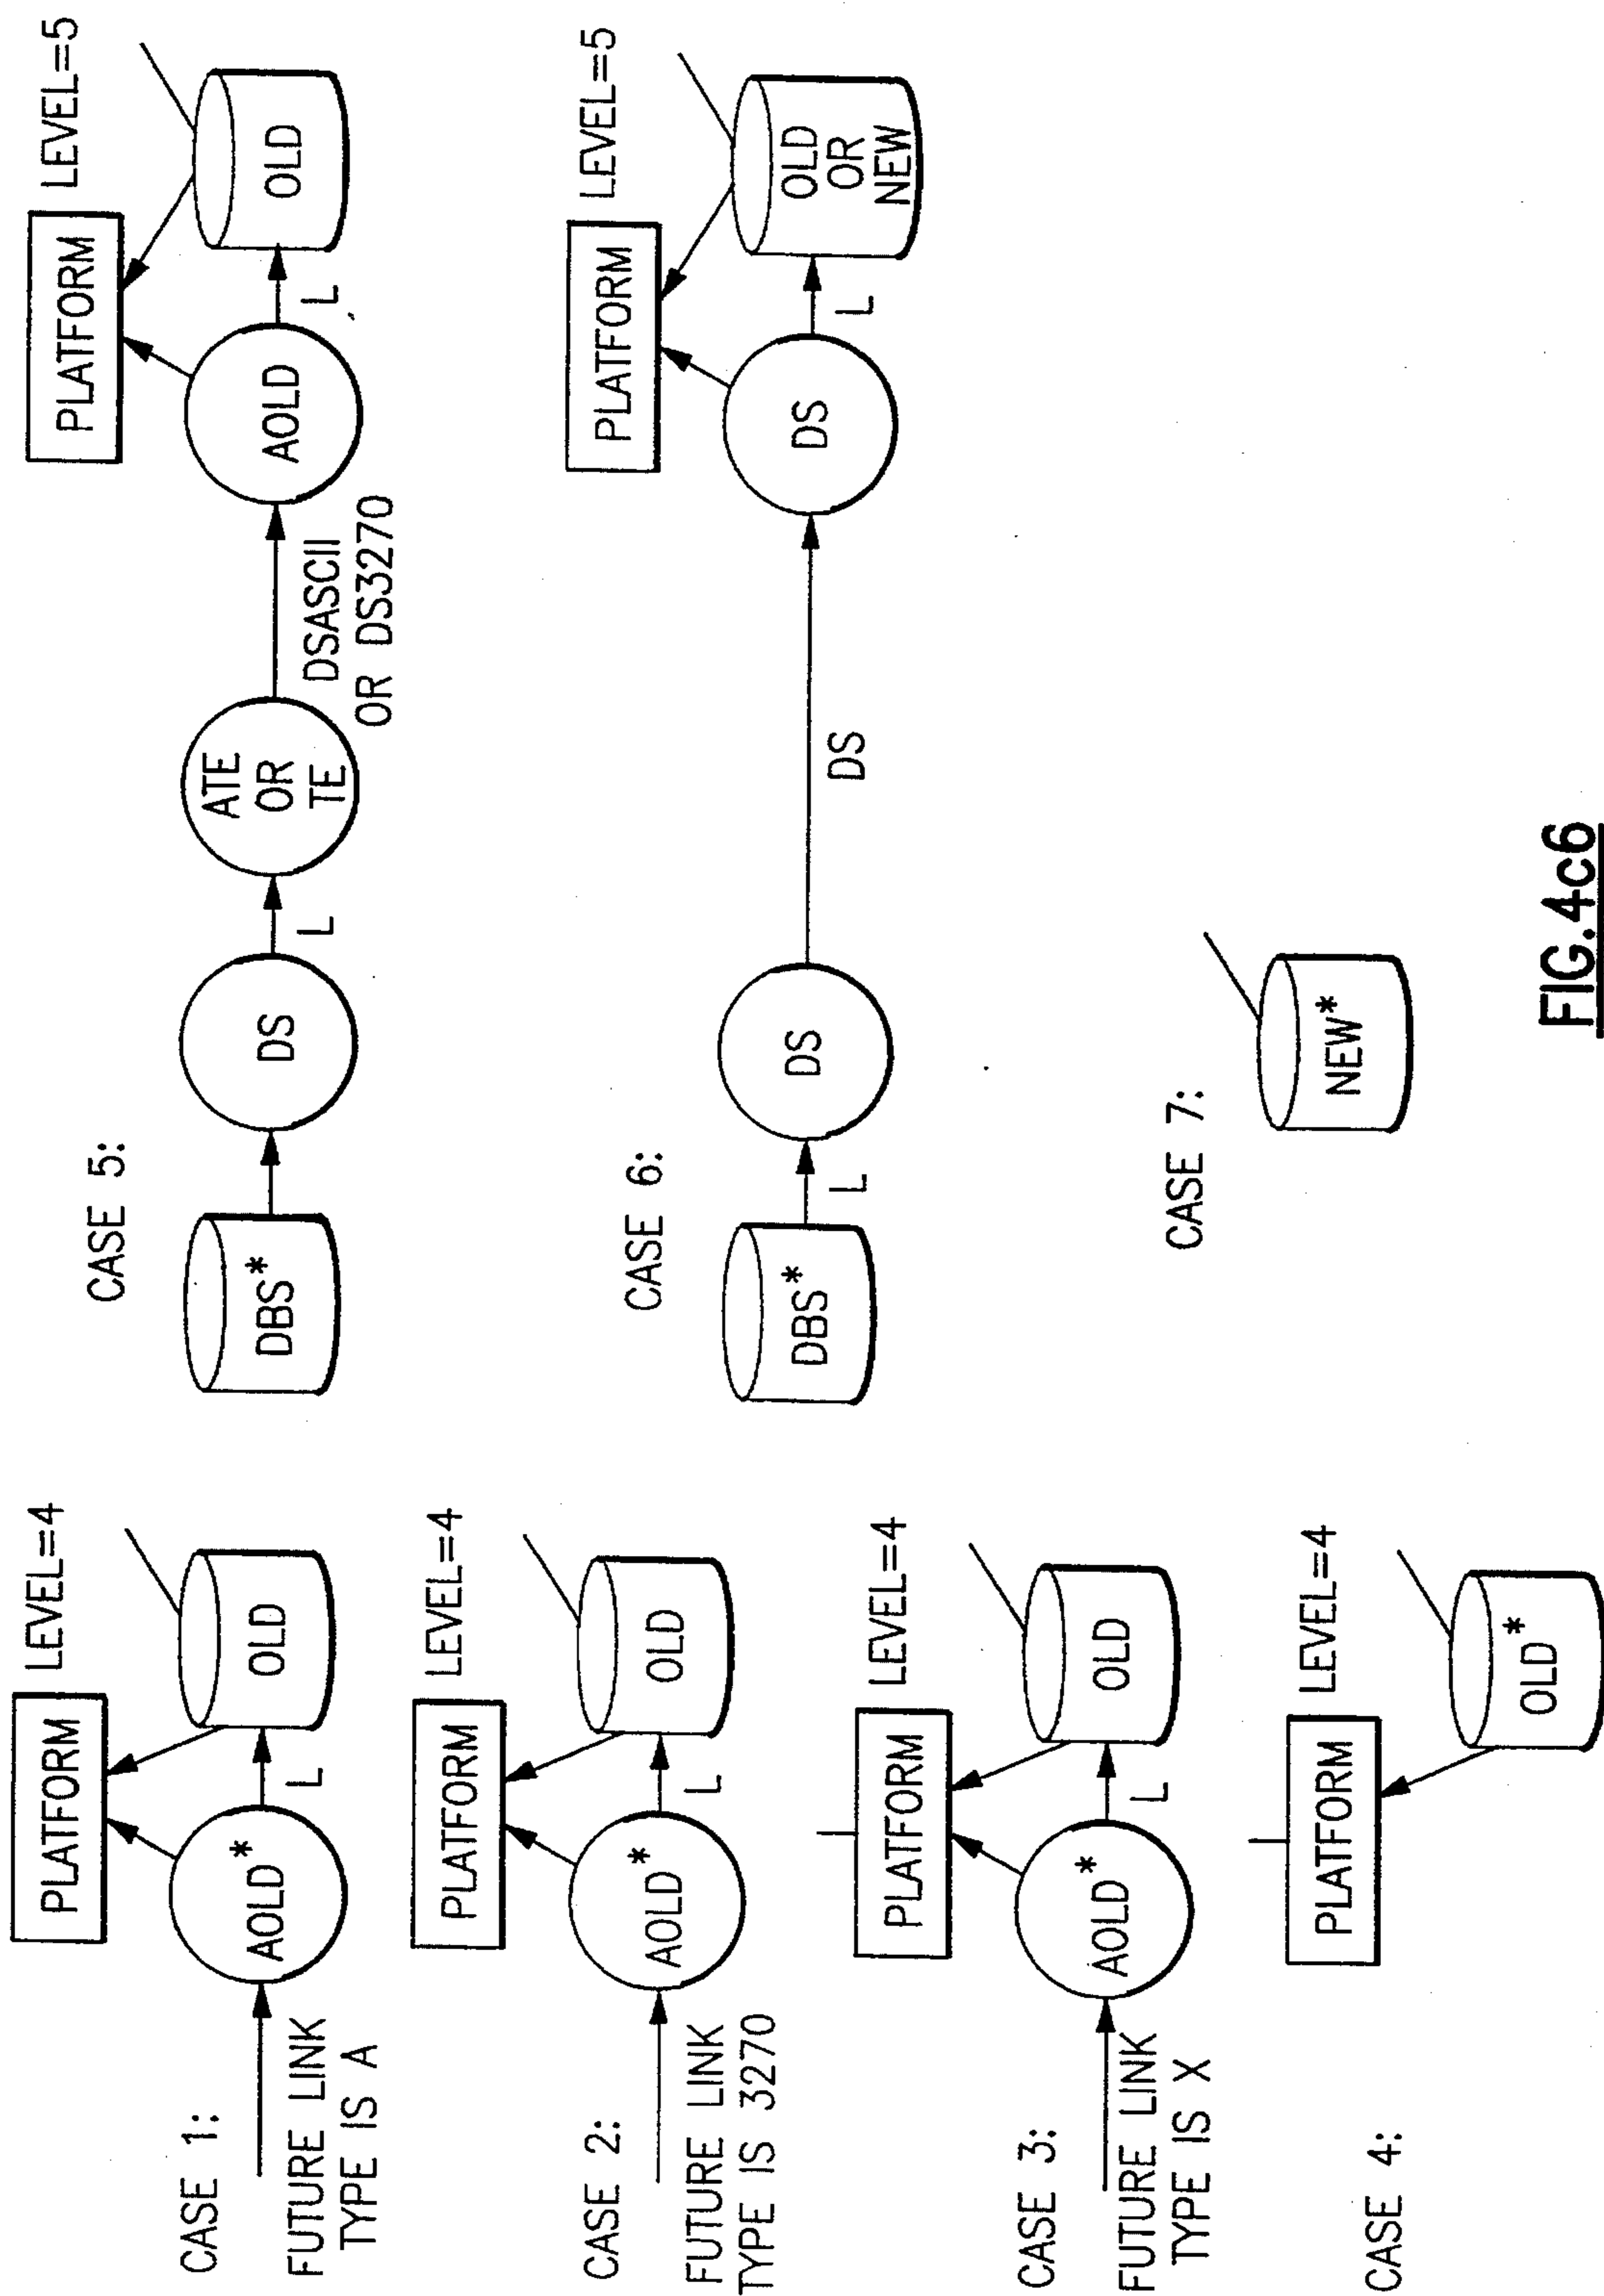 CASE 1:
FUTURE LINK
TYPE IS A
AOLD*
PLATFORM
L
OLD
LEVEL=4
CASE 2:
FUTURE LINK
TYPE IS 3270
AOLD*
PLATFORM
L
OLD
LEVEL=4
CASE 3:
FUTURE LINK
TYPE IS X
AOLD*
PLATFORM
L
OLD
LEVEL=4
CASE 4:
PLATFORM
OLD*
LEVEL=4
CASE 5:
DBS*
DS
L
ATE
OR
TE
DSASCII
OR DS3270
AOLD
PLATFORM
L
OLD
LEVEL=5
CASE 6:
DBS*
L
DS
DS
DS
PLATFORM
L
OLD
OR
NEW
LEVEL=5
CASE 7:
NEW*
FIG.4c6